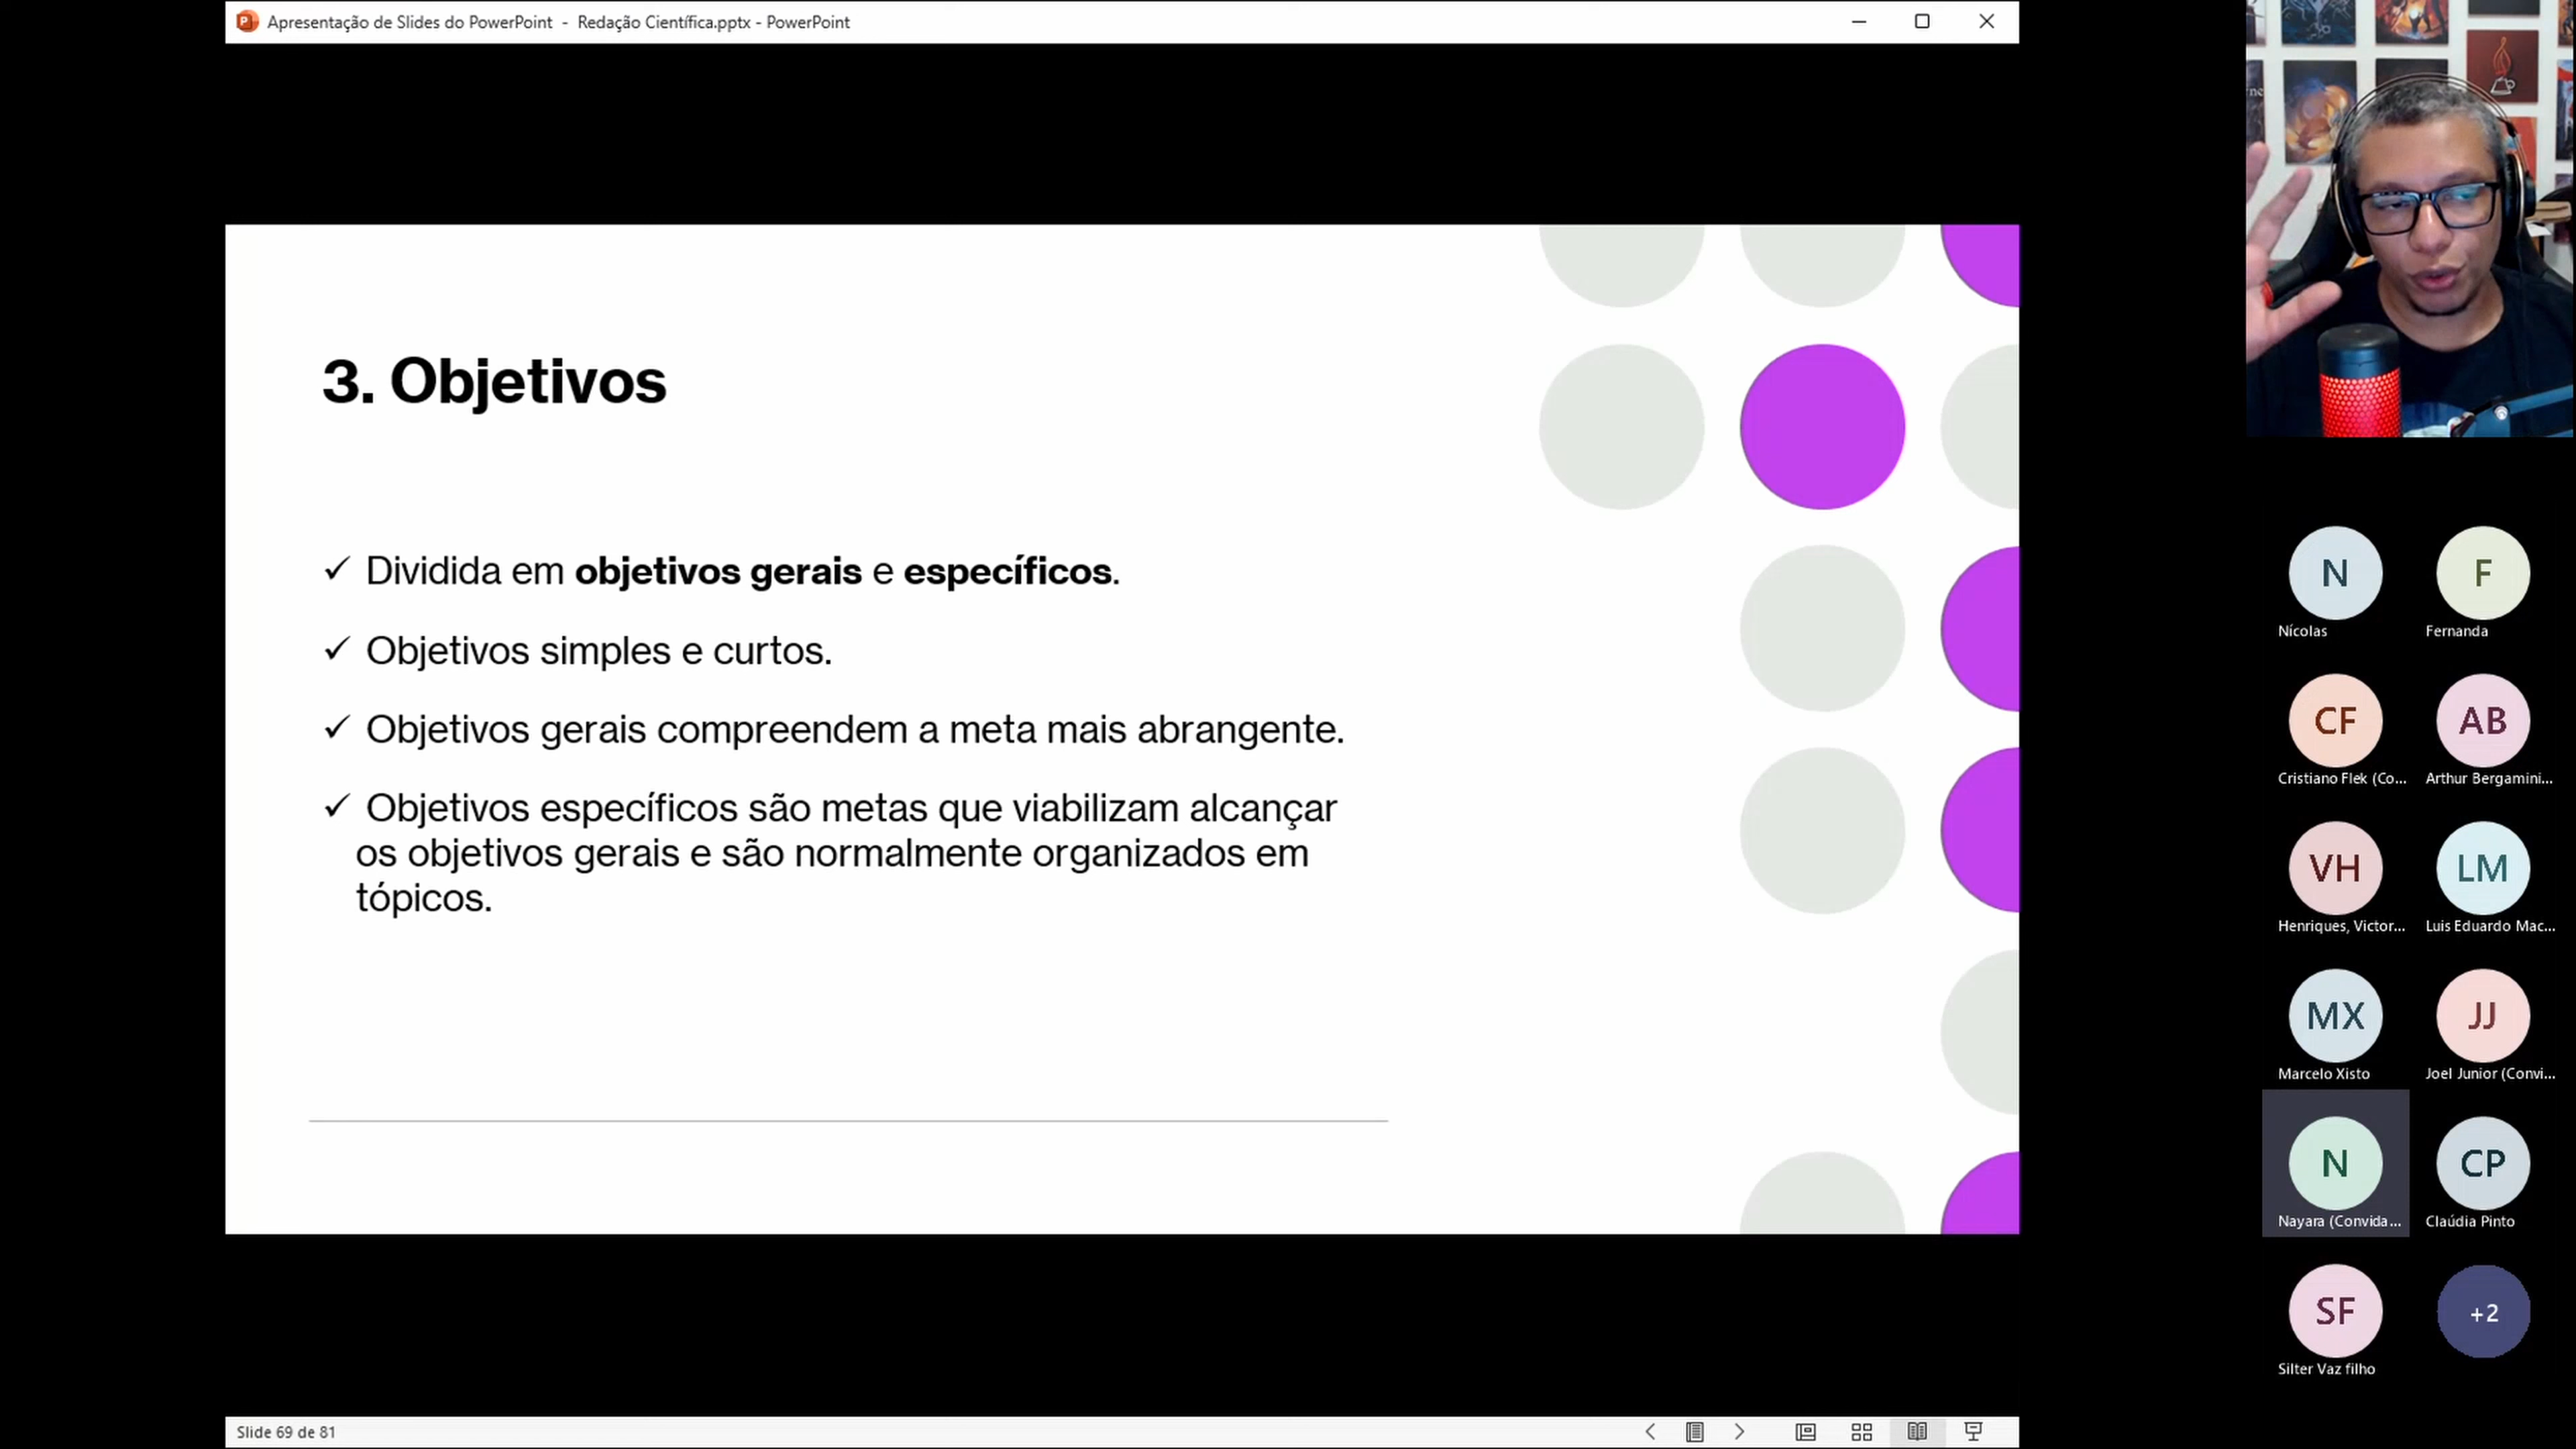 Apresentação de Slides do PowerPoint - Redação Científica.pptx - PowerPoint
3. Objetivos
✓ Dividida em objetivos gerais e específicos.
✓ Objetivos simples e curtos.
✓ Objetivos gerais compreendem a meta mais abrangente.
✓ Objetivos específicos são metas que viabilizam alcançar
os objetivos gerais e são normalmente organizados em
tópicos.
Slide 69 de 81
N
Nícolas
F
Fernanda
CF
Cristiano Flek (Co...
AB
Arthur Bergamini...
VH
Henriques, Victor...
LM
Luis Eduardo Mac...
MX
Marcelo Xisto
JJ
Joel Junior (Convi...
N
Nayara (Convida...
CP
Claúdia Pinto
SF
Silter Vaz filho
+2